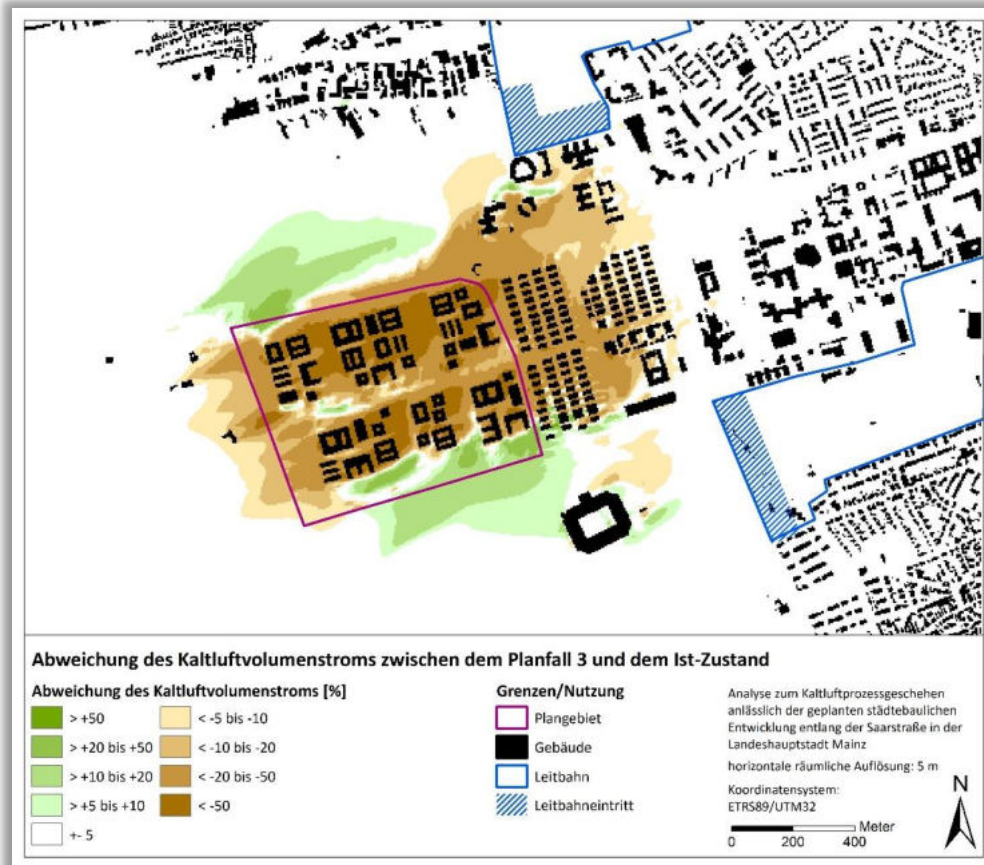 Abweichung des Kaltluftvolumenstroms zwischen dem Planfall 3 und dem Ist-Zustand
Abweichung des Kaltluftvolumenstroms [%]
> +50
> +20 bis +50
> +10 bis +20
> +5 bis +10
+- 5
< -5 bis -10
< -10 bis -20
< -20 bis -50
< -50
Grenzen/Nutzung
Plangebiet
Gebäude
Leitbahn
Leitbahneintritt
Analyse zum Kaltluftprozessgeschehen
anlässlich der geplanten städtebaulichen
Entwicklung entlang der Saarstraße in der
Landeshauptstadt Mainz
horizontale räumliche Auflösung: 5 m
Koordinatensystem:
ETRS89/UTM32
Meter
0 200 400
N